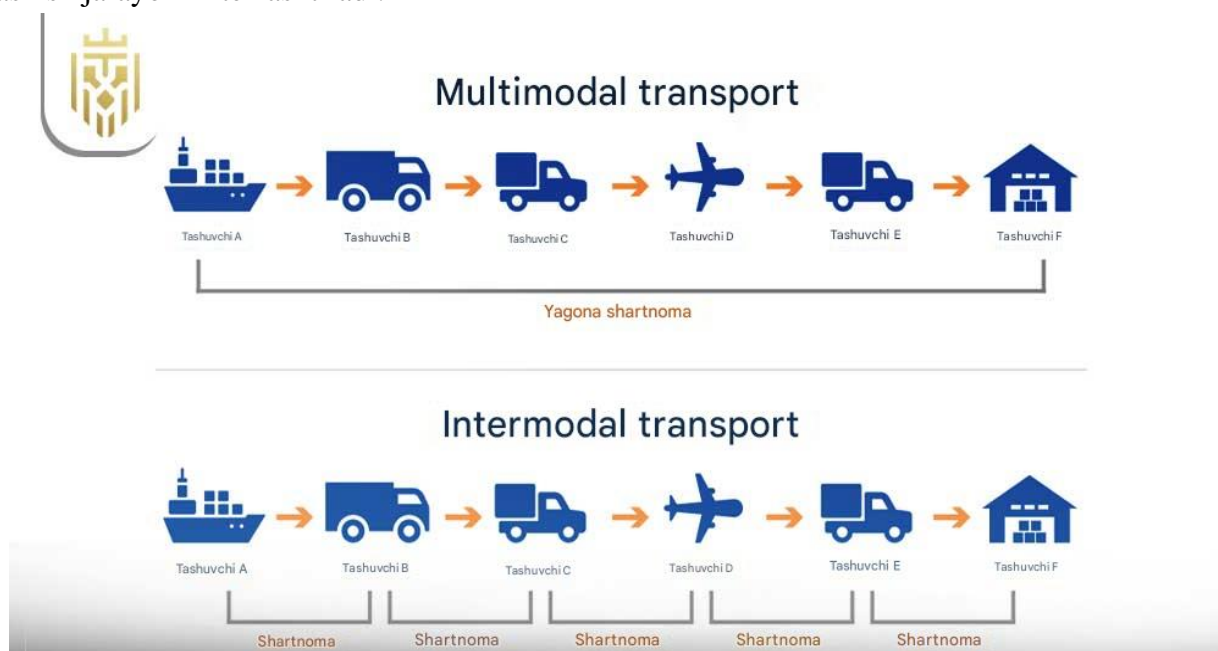 Multimodal transport
Tashuvchi A Tashuvchi B Tashuvchi C Tashuvchi D Tashuvchi E Tashuvchi F
Yagona shartnoma
Intermodal transport
Tashuvchi A Tashuvchi B Tashuvchi C Tashuvchi D Tashuvchi E Tashuvchi F
Shartnoma Shartnoma Shartnoma Shartnoma Shartnoma